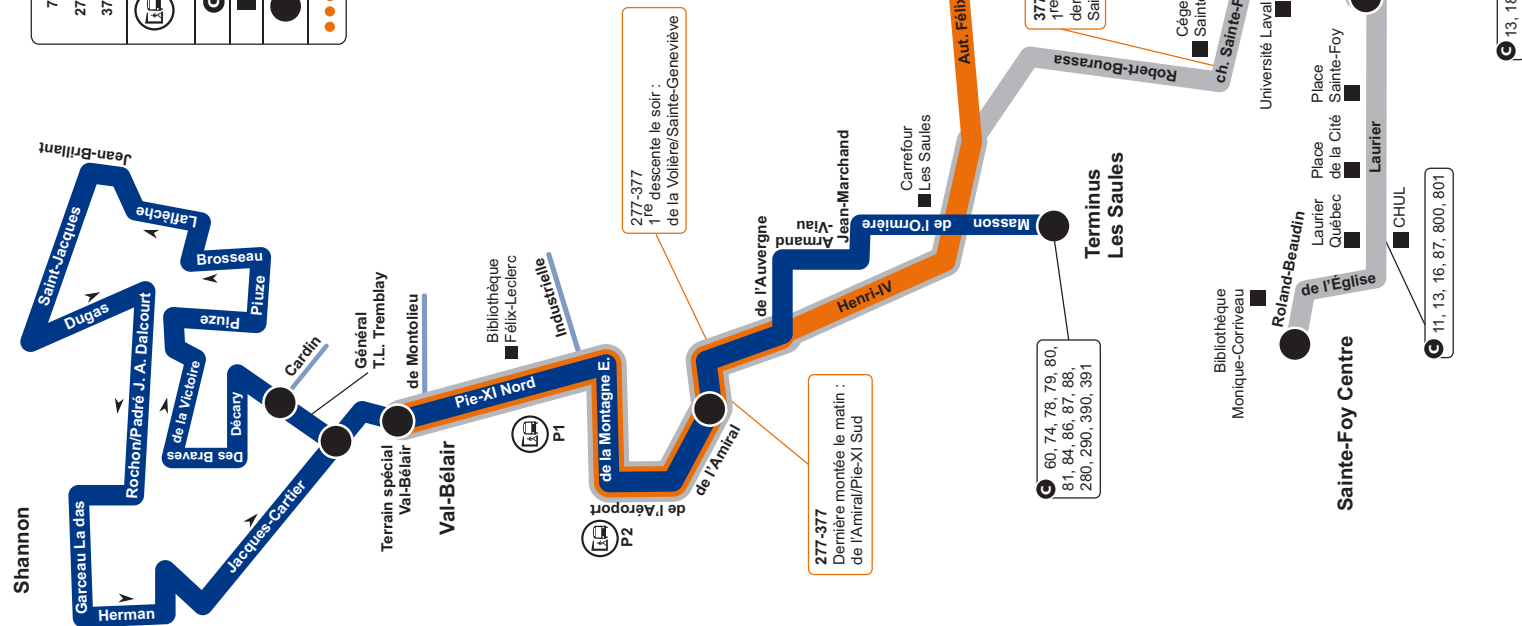 Shannon
Jean-Brillant
Saint-Jacques
Laflèche
Dugas
Brosseau
Piuze
Piuze
Rochon/Padré J. A. Dalcourt
de la Victoire
Décary
Des Braves
Cardin
Général
T.L. Tremblay
Garceau La das
Herman
Jacques-Cartier
Terrain spécial
Val-Bélair
Val-Bélair
de Montolieu
Pie-XI Nord
Bibliothèque
Félix-Leclerc
Industrielle
P1
de la Montagne E.
P2
de l'Aéroport
de l'Amiral
277-377
1re descente le soir :
de la Volière/Sainte-Geneviève
277-377
Dernière montée le matin :
de l'Amiral/Pie-XI Sud
de l'Auvergne
Armand
-Viau
Jean-Marchand
Henri-IV
Carrefour
Les Saules
de l'Ormière
Masson
Terminus
Les Saules
C 60, 74, 78, 79, 80,
81, 84, 86, 87, 88,
280, 290, 390, 391
Aut. Félix
377
1re
Robert-Bourassa
ch. Sainte-F
Cége
Sainte
Université Laval
Place
Sainte-Foy
Place
de la Cité
Laurier
Québec
Laurier
CHUL
Roland-Beaudin
de l'Église
Bibliothèque
Monique-Corriveau
Sainte-Foy Centre
C 11, 13, 16, 87, 800, 801
C 13,